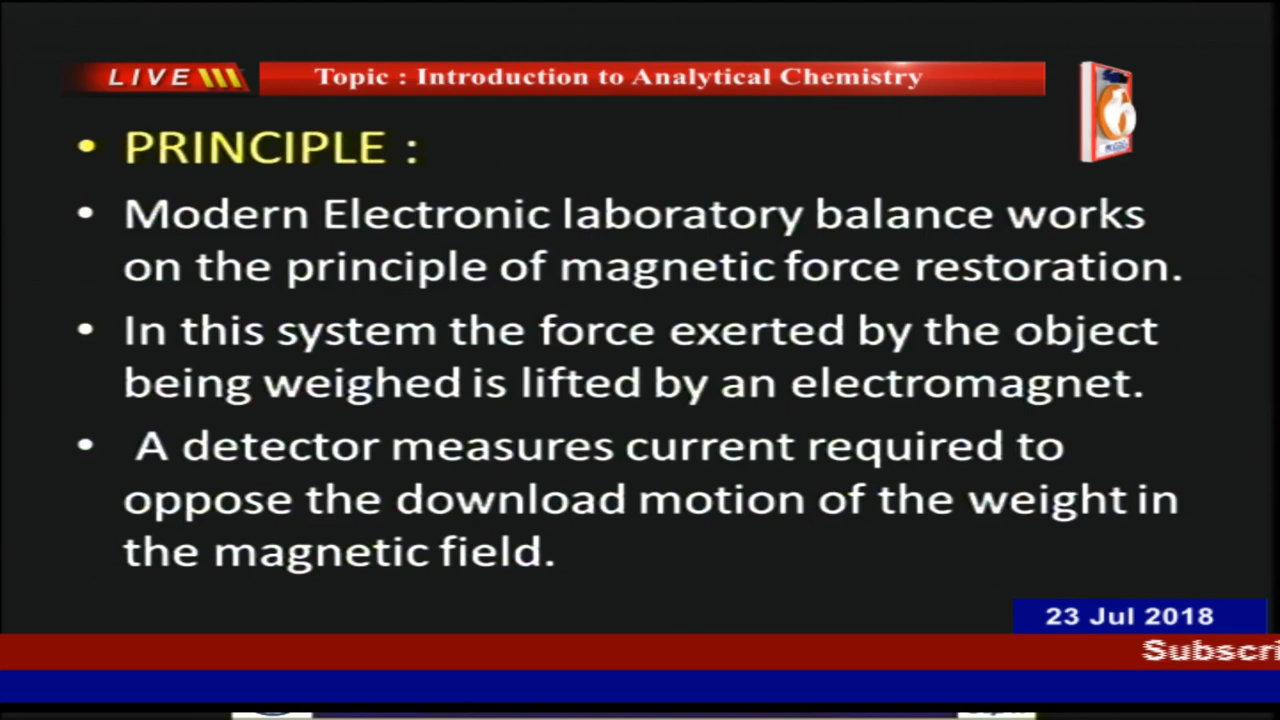 LIVE
Topic : Introduction to Analytical Chemistry
• PRINCIPLE :
• Modern Electronic laboratory balance works
on the principle of magnetic force restoration.
• In this system the force exerted by the object
being weighed is lifted by an electromagnet.
• A detector measures current required to
oppose the download motion of the weight in
the magnetic field.
23 Jul 2018
Subscri